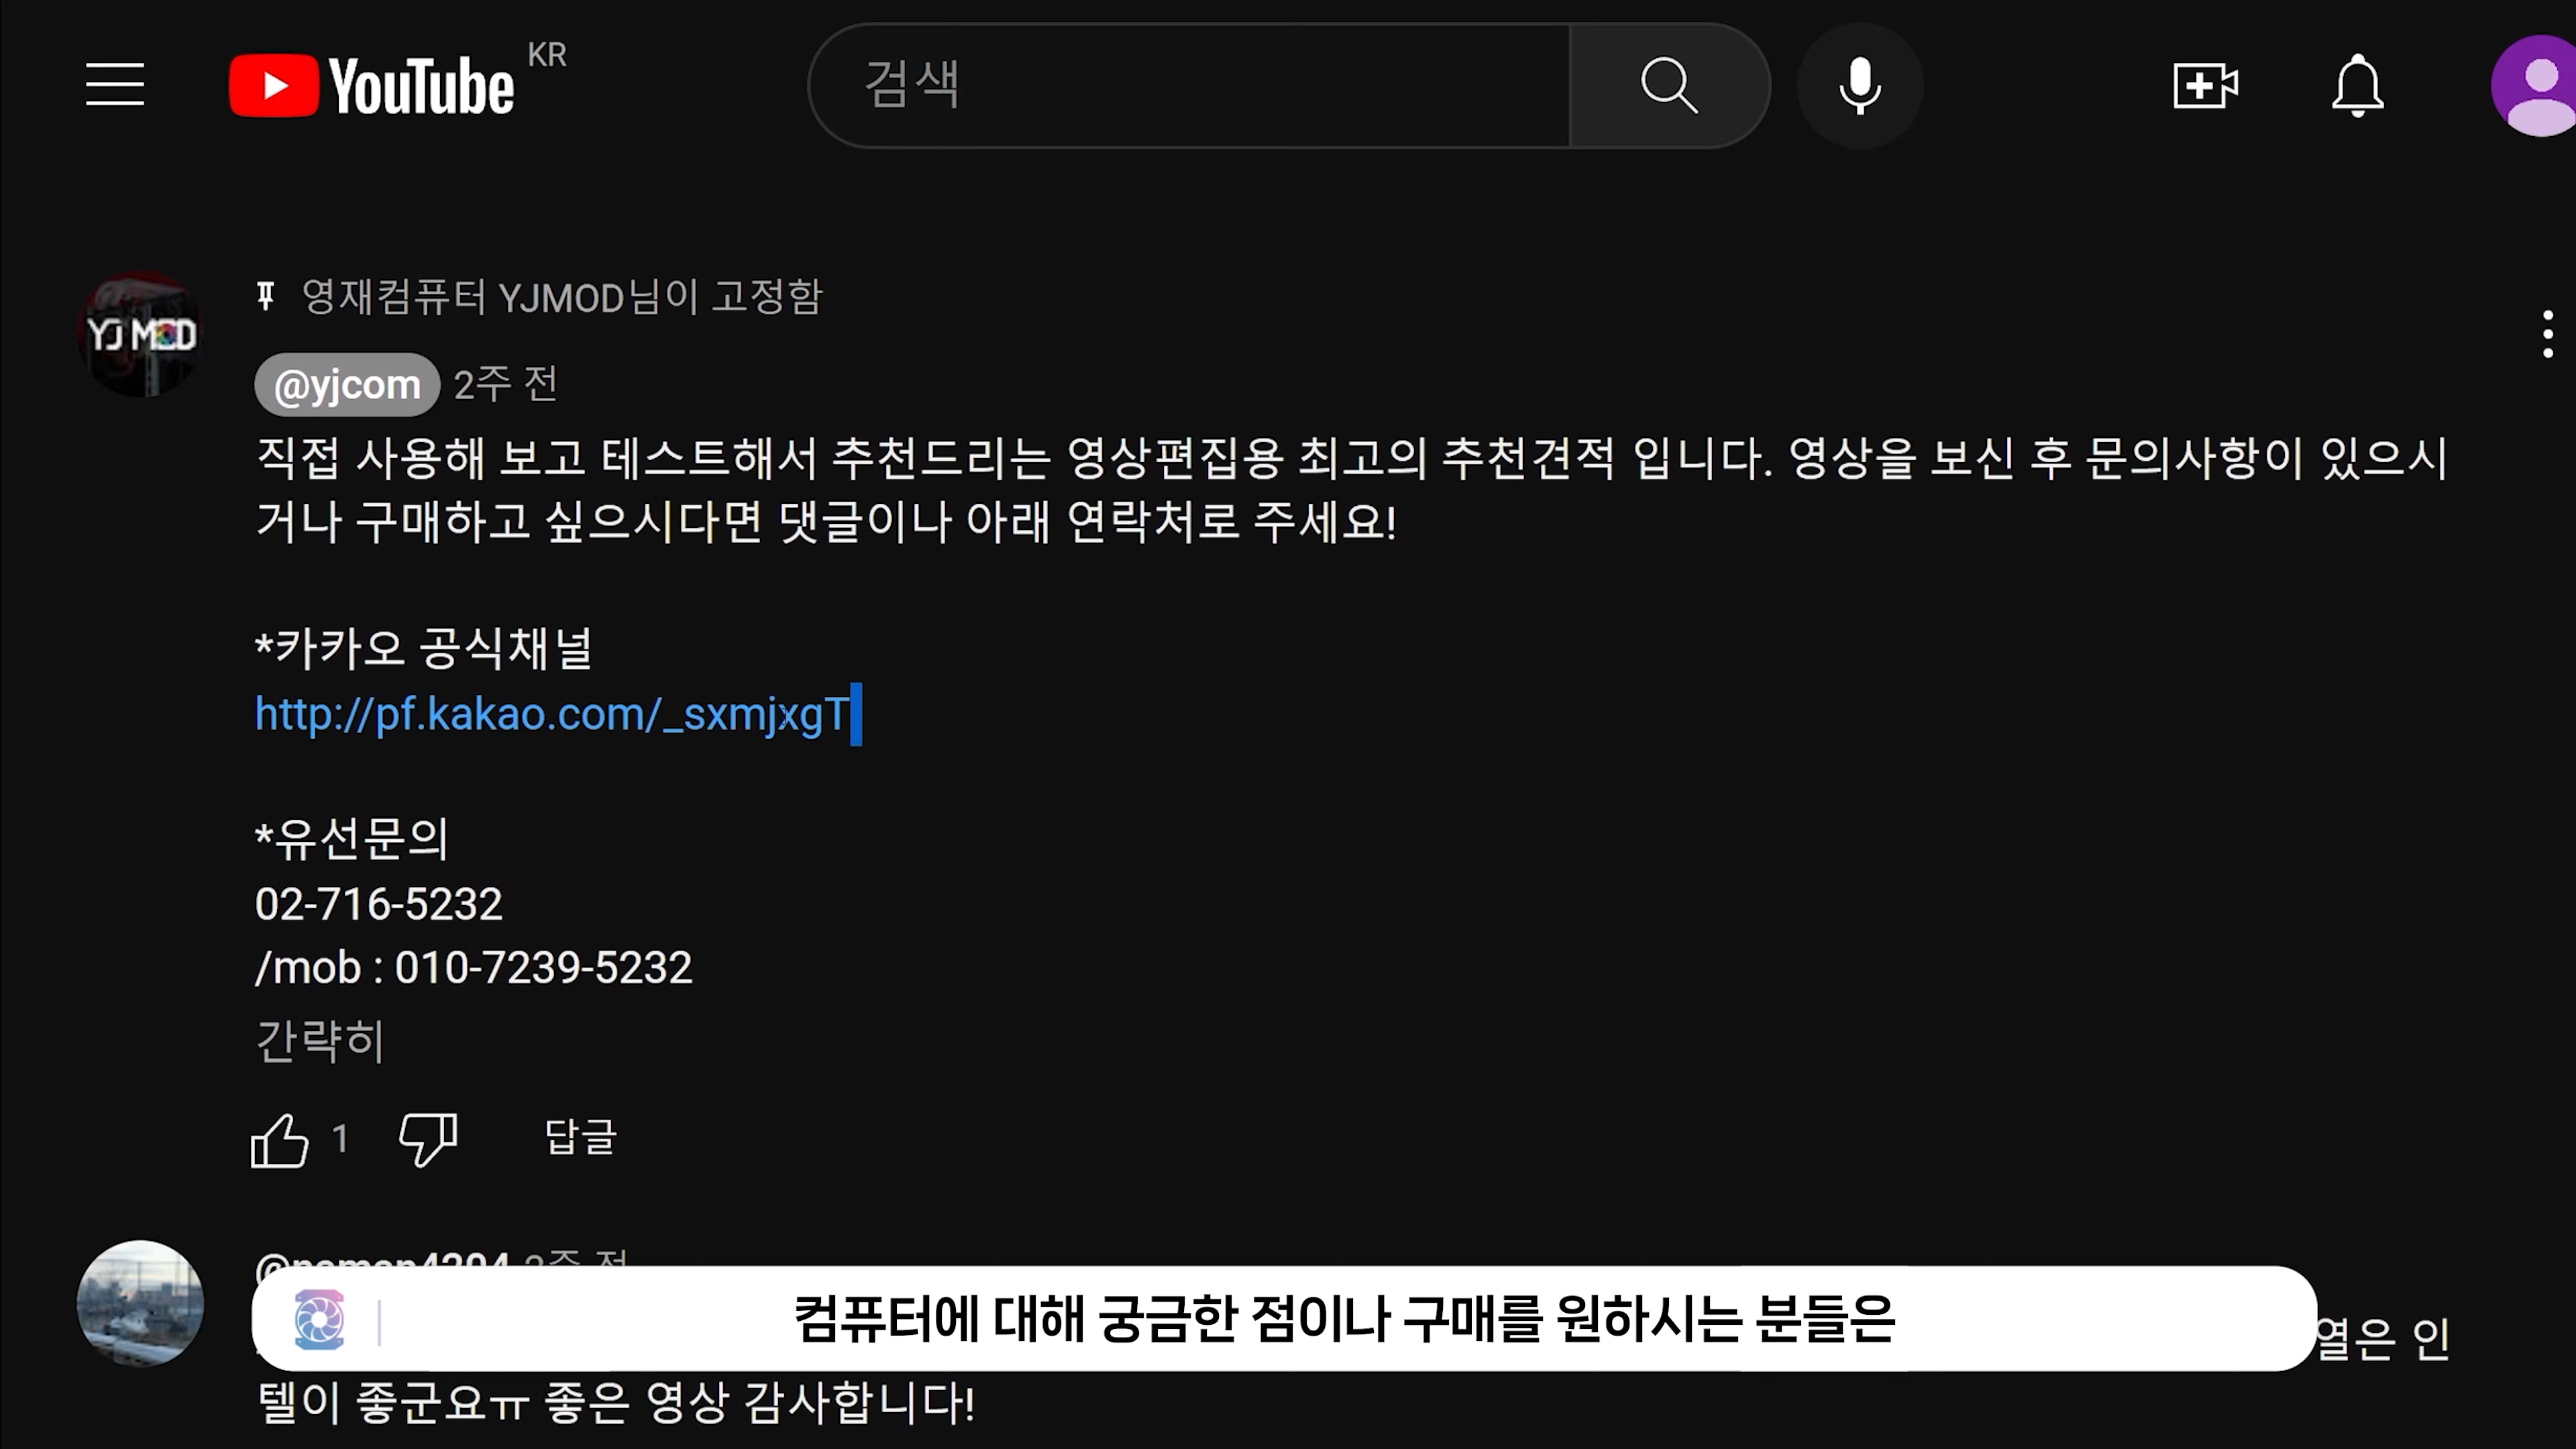 YouTube KR
검색
영재컴퓨터 YJMOD님이 고정함
YJ MOD
@yjcom 2주 전
직접 사용해 보고 테스트해서 추천드리는 영상편집용 최고의 추천견적 입니다. 영상을 보신 후 문의사항이 있으시
거나 구매하고 싶으시다면 댓글이나 아래 연락처로 주세요!
*카카오 공식채널
http://pf.kakao.com/_sxmjxgT
*유선문의
02-716-5232
/mob : 010-7239-5232
간략히
1 답글
2주 전
컴퓨터에 대해 궁금한 점이나 구매를 원하시는 분들은
열은 인
텔이 좋군요ㅠ 좋은 영상 감사합니다!